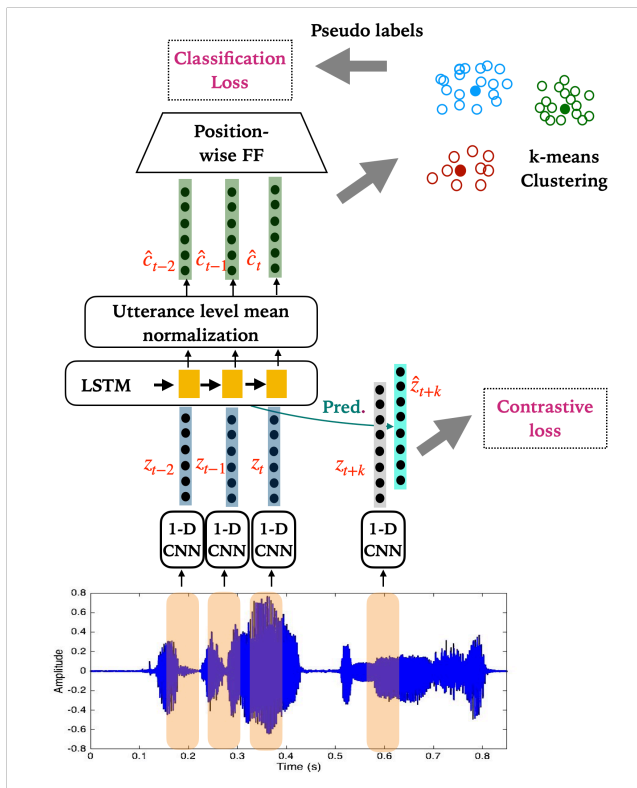 Pseudo labels
Classification
Loss
Position-
wise FF
k-means
Clustering
ĉₜ₋₂ ĉₜ₋₁ ĉₜ
Utterance level mean
normalization
LSTM
Pred.
ẑₜ₊ₖ
Contrastive
loss
zₜ₋₂ zₜ₋₁ zₜ zₜ₊ₖ
1-D
CNN
1-D
CNN
1-D
CNN
1-D
CNN
0.8
0.6
0.4
0.2
0
-0.2
-0.4
-0.6
-0.8
Amplitude
0 0.1 0.2 0.3 0.4 0.5 0.6 0.7 0.8
Time (s)